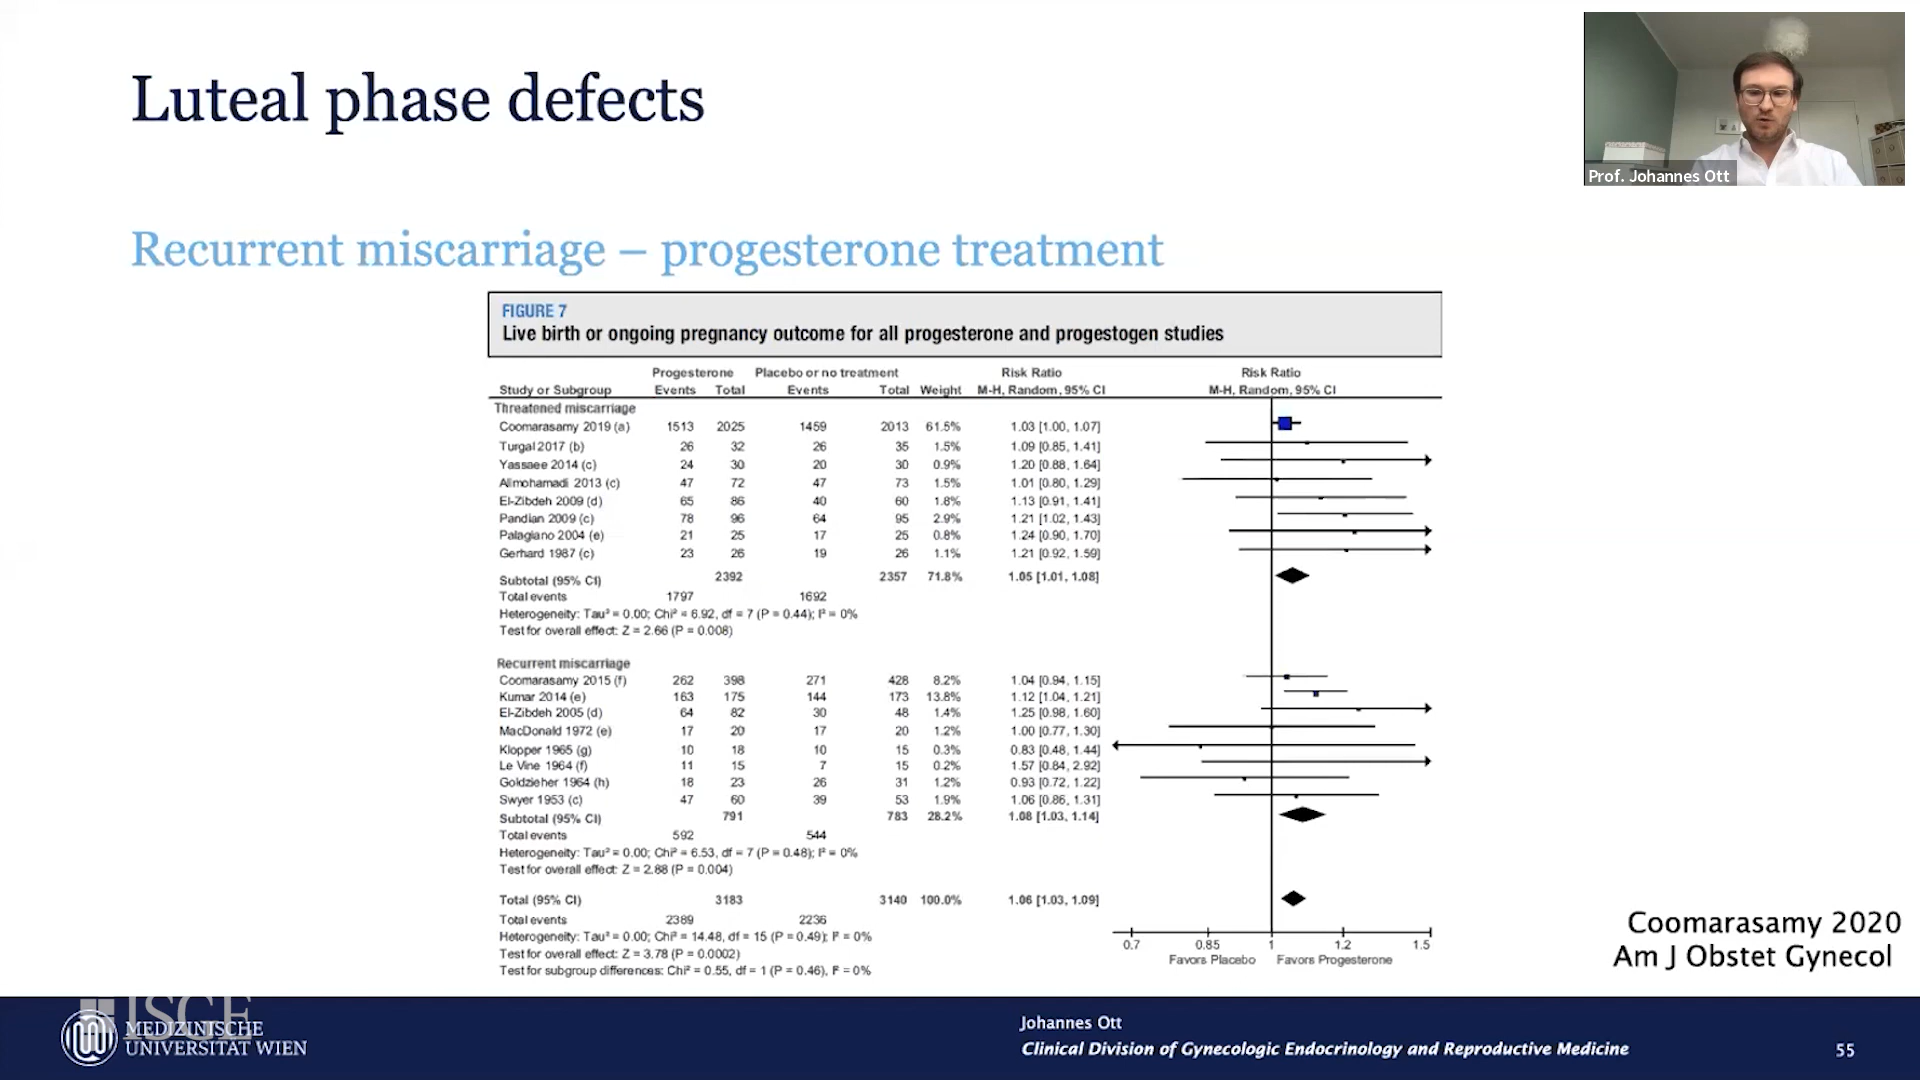 Luteal phase defects
Prof. Johannes Ott
Recurrent miscarriage – progesterone treatment
FIGURE 7
Live birth or ongoing pregnancy outcome for all progesterone and progestogen studies
Progesterone Placebo or no treatment Risk Ratio Risk Ratio
Study or Subgroup Events Total Events Total Weight M-H, Random, 95% CI M-H, Random, 95% CI
Threatened miscarriage
Coomarasamy 2019 (a) 1513 2025 1459 2013 61.5% 1.03 [1.00, 1.07]
Turgal 2017 (b) 26 32 26 35 1.5% 1.09 [0.85, 1.41]
Yassaee 2014 (c) 24 30 20 30 0.9% 1.20 [0.88, 1.64]
Alimohamadi 2013 (c) 47 72 47 73 1.5% 1.01 [0.80, 1.29]
El-Zibdeh 2009 (d) 65 86 40 60 1.8% 1.13 [0.91, 1.41]
Pandian 2009 (c) 78 96 64 95 2.9% 1.21 [1.02, 1.43]
Palagiano 2004 (e) 21 25 17 25 0.8% 1.24 [0.90, 1.70]
Gerhard 1987 (c) 23 26 19 26 1.1% 1.21 [0.92, 1.59]
Subtotal (95% CI) 2392 2357 71.8% 1.05 [1.01, 1.08]
Total events 1797 1692
Heterogeneity: Tau² = 0.00; Chi² = 6.92, df = 7 (P = 0.44); I² = 0%
Test for overall effect: Z = 2.66 (P = 0.008)
Recurrent miscarriage
Coomarasamy 2015 (f) 262 398 271 428 8.2% 1.04 [0.94, 1.15]
Kumar 2014 (e) 163 175 144 173 13.8% 1.12 [1.04, 1.21]
El-Zibdeh 2005 (d) 64 82 30 48 1.4% 1.25 [0.98, 1.60]
MacDonald 1972 (e) 17 20 17 20 1.2% 1.00 [0.77, 1.30]
Klopper 1965 (g) 10 18 10 15 0.3% 0.83 [0.48, 1.44]
Le Vine 1964 (f) 11 15 7 15 0.2% 1.57 [0.84, 2.92]
Goldzieher 1964 (h) 18 23 26 31 1.2% 0.93 [0.72, 1.22]
Swyer 1953 (c) 47 60 39 53 1.9% 1.06 [0.86, 1.31]
Subtotal (95% CI) 791 783 28.2% 1.08 [1.03, 1.14]
Total events 592 544
Heterogeneity: Tau² = 0.00; Chi² = 6.53, df = 7 (P = 0.48); I² = 0%
Test for overall effect: Z = 2.88 (P = 0.004)
Total (95% CI) 3183 3140 100.0% 1.06 [1.03, 1.09]
Total events 2389 2236
Heterogeneity: Tau² = 0.00; Chi² = 14.48, df = 15 (P = 0.49); I² = 0%
Test for overall effect: Z = 3.78 (P = 0.0002)
Test for subgroup differences: Chi² = 0.55, df = 1 (P = 0.46), I² = 0%
0.7 0.85 1 1.2 1.5
Favors Placebo Favors Progesterone
Coomarasamy 2020
Am J Obstet Gynecol
ISGE
MEDIZINISCHE
UNIVERSITÄT WIEN
Johannes Ott
Clinical Division of Gynecologic Endocrinology and Reproductive Medicine
55